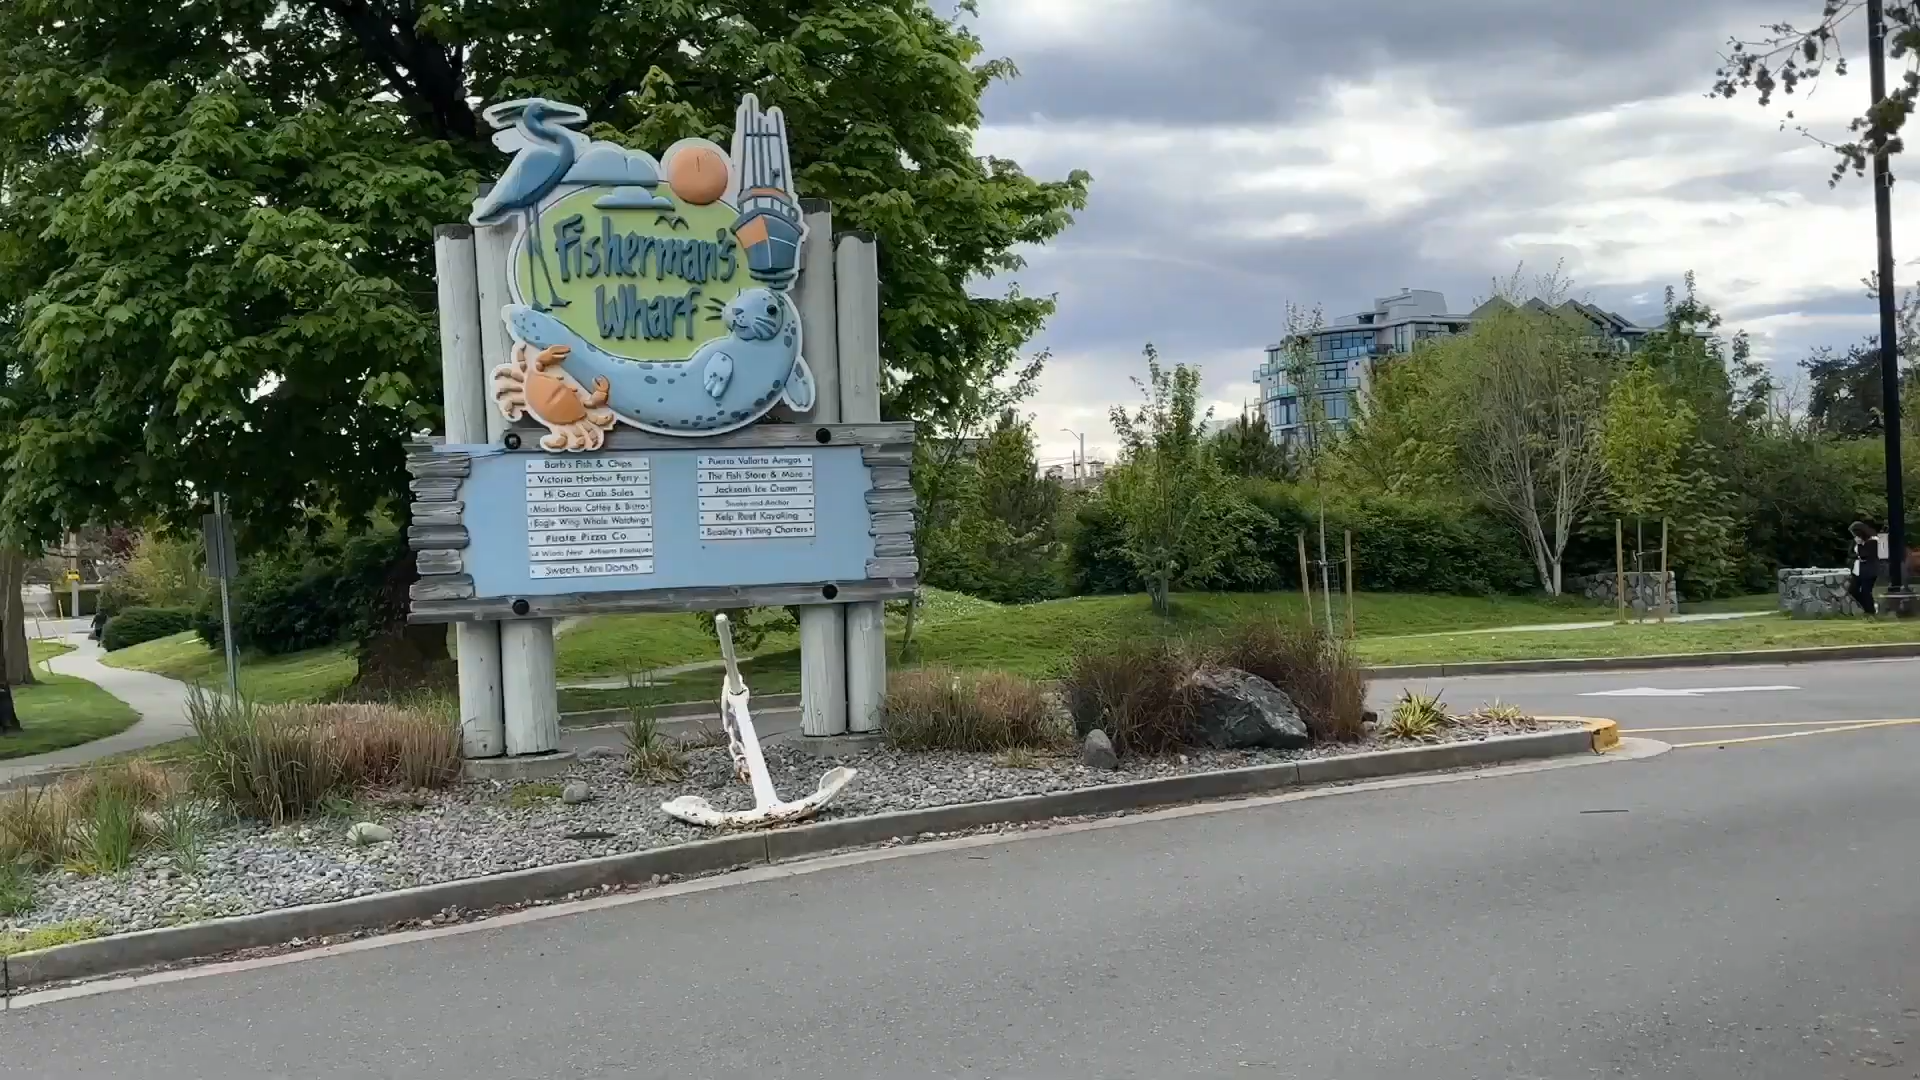 Fisherman's
Wharf
Barb's Fish & Chips
Victoria Harbour Ferry
Hi Gear Crab Sales
Moka House Coffee & Bistro
Eagle Wing Whale Watching
Pirate Pizza Co.
Artisans Boutique
Sweets Mini Donuts
Puerto Vallarta Amigos
The Fish Store & More
Jackson's Ice Cream
Smoke and Anchor
Kelp Reef Kayaking
Beasley's Fishing Charters